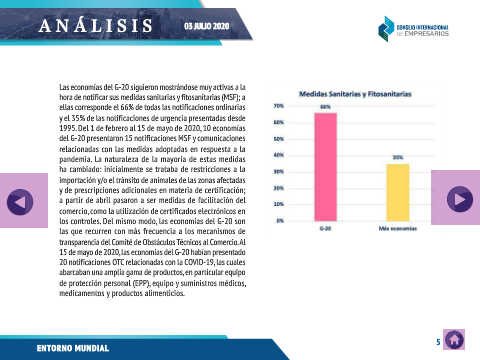 ANÁLISIS
03 JULIO 2020
CONSEJO INTERNACIONAL
DE EMPRESARIOS
Las economías del G-20 siguieron mostrándose muy activas a la
hora de notificar sus medidas sanitarias y fitosanitarias (MSF); a
ellas corresponde el 66% de todas las notificaciones ordinarias
y el 35% de las notificaciones de urgencia presentadas desde
1995. Del 1 de febrero al 15 de mayo de 2020, 10 economías
del G-20 presentaron 15 notificaciones MSF y comunicaciones
relacionadas con las medidas adoptadas en respuesta a la
pandemia. La naturaleza de la mayoría de estas medidas
ha cambiado: inicialmente se trataba de restricciones a la
importación y/o el tránsito de animales de las zonas afectadas
y de prescripciones adicionales en materia de certificación;
a partir de abril pasaron a ser medidas de facilitación del
comercio, como la utilización de certificados electrónicos en
los controles. Del mismo modo, las economías del G-20 son
las que recurren con más frecuencia a los mecanismos de
transparencia del Comité de Obstáculos Técnicos al Comercio. Al
15 de mayo de 2020, las economías del G-20 habían presentado
20 notificaciones OTC relacionadas con la COVID-19, las cuales
abarcaban una amplia gama de productos, en particular equipo
de protección personal (EPP), equipo y suministros médicos,
medicamentos y productos alimenticios.
Medidas Sanitarias y Fitosanitarias
70%
60%
50%
40%
30%
20%
10%
0%
66%
35%
G-20
Más economías
ENTORNO MUNDIAL
5